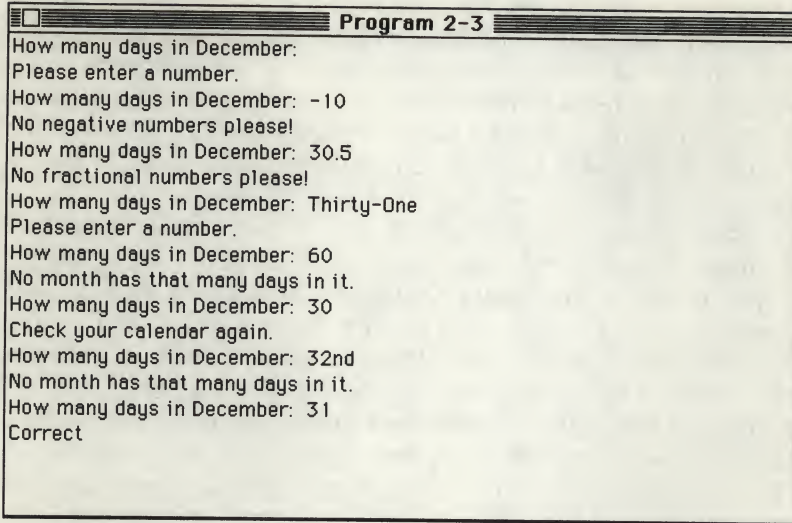 Program 2-3
How many days in December:
Please enter a number.
How many days in December: -10
No negative numbers please!
How many days in December: 30.5
No fractional numbers please!
How many days in December: Thirty-One
Please enter a number.
How many days in December: 60
No month has that many days in it.
How many days in December: 30
Check your calendar again.
How many days in December: 32nd
No month has that many days in it.
How many days in December: 31
Correct